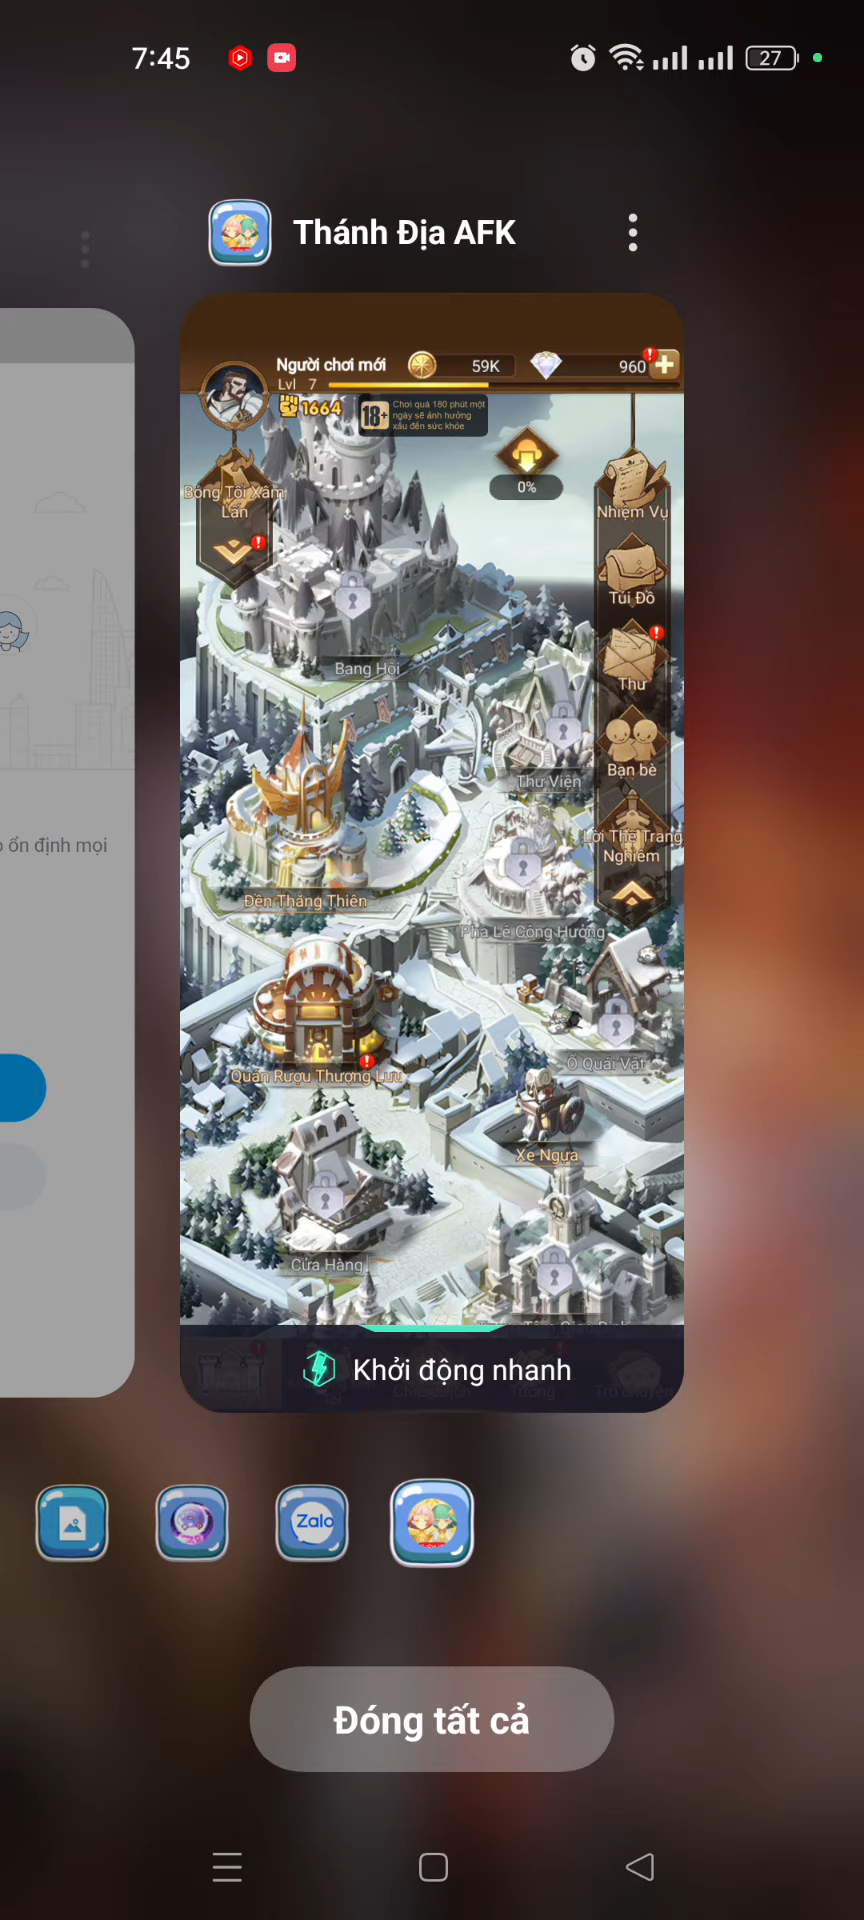 7:45
27
Thánh Địa AFK
Người chơi mới
59K
960
Lvl 7
1664
18+
Chơi quá 180 phút một
ngày sẽ ảnh hưởng
xấu đến sức khỏe
0%
Bóng Tối Xâm
Lấn
Nhiệm Vụ
Túi Đồ
Thư
Bang Hội
Bạn bè
Thư Viện
Lời Thề Trang
Nghiêm
ổn định mọi
Đền Thăng Thiên
Pha Lê Cộng Hưởng
Ổ Quái Vật
Quán Rượu Thượng Lưu
Xe Ngựa
Cửa Hàng
Khởi động nhanh
Zalo
Đóng tất cả